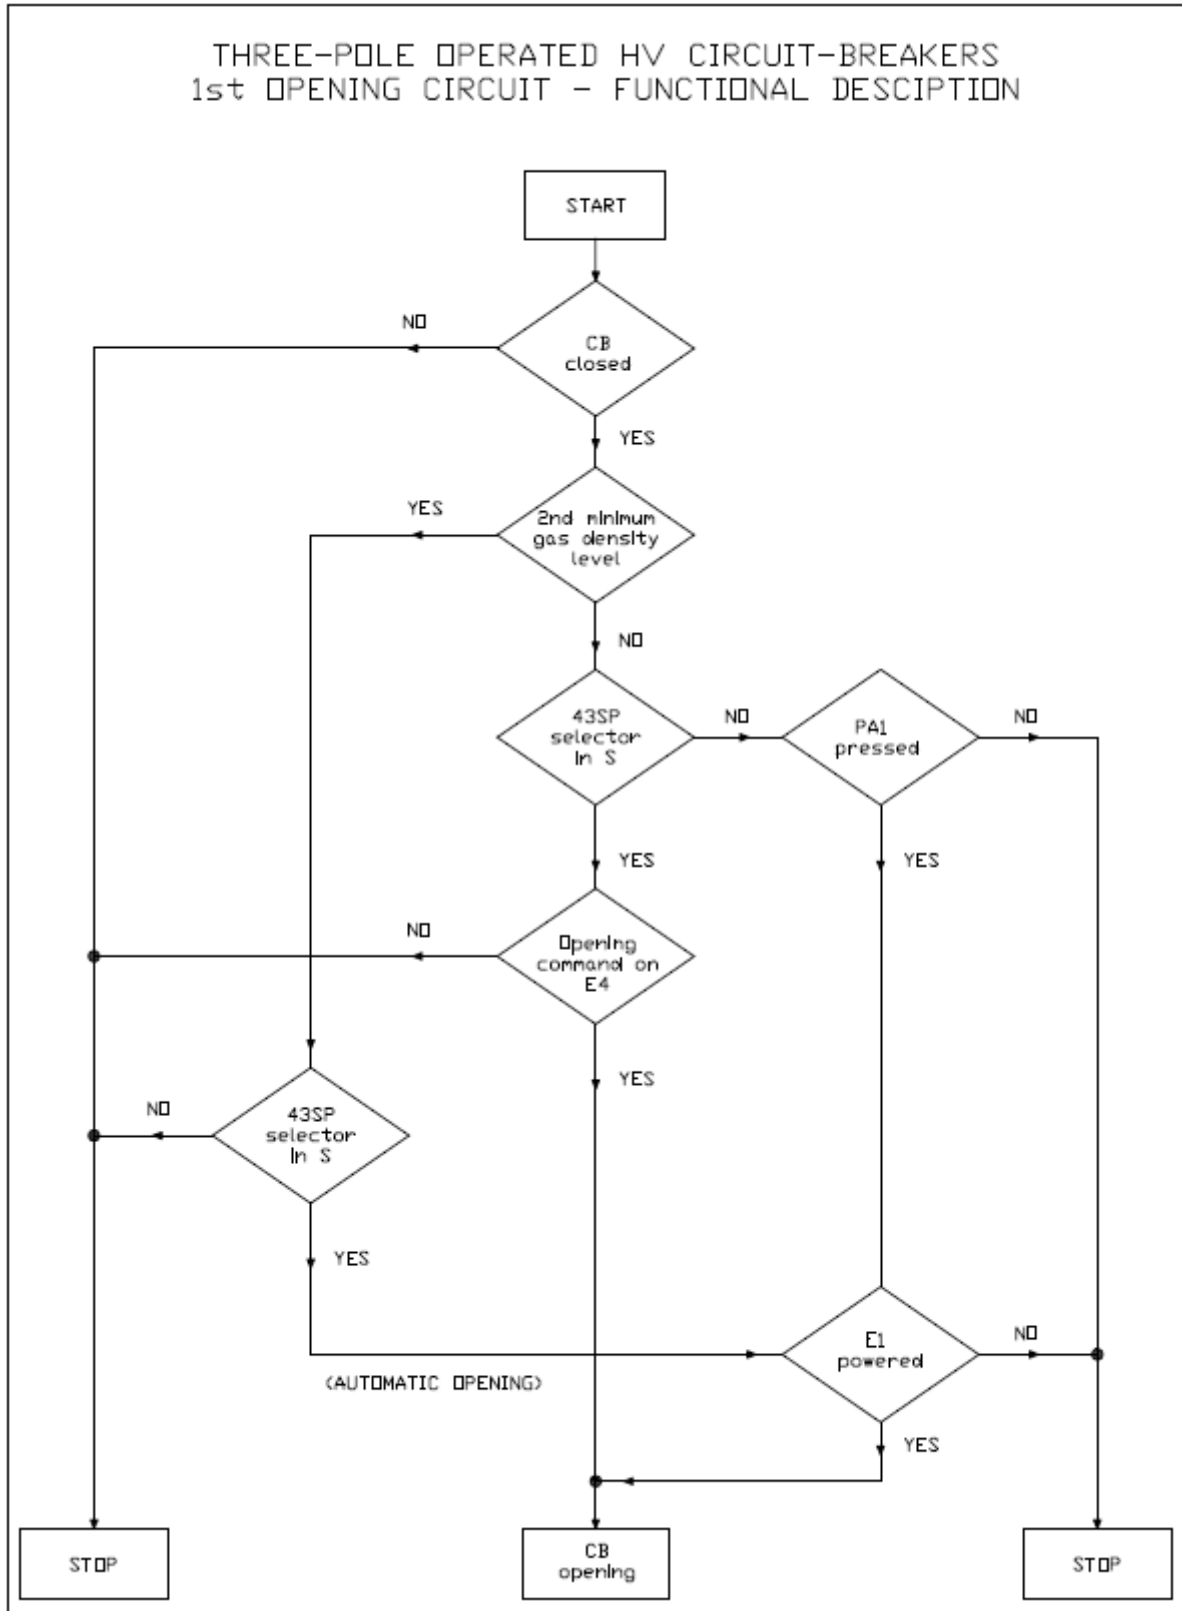 THREE-POLE OPERATED HV CIRCUIT-BREAKERS
1st OPENING CIRCUIT - FUNCTIONAL DESCIPTION
START
NO
CB
closed
YES
YES
2nd minimum
gas density
level
NO
43SP
selector
in S
NO
PA1
pressed
NO
YES
YES
NO
Opening
command on
E4
YES
NO
43SP
selector
in S
YES
E1
powered
NO
(AUTOMATIC OPENING)
YES
STOP
CB
opening
STOP